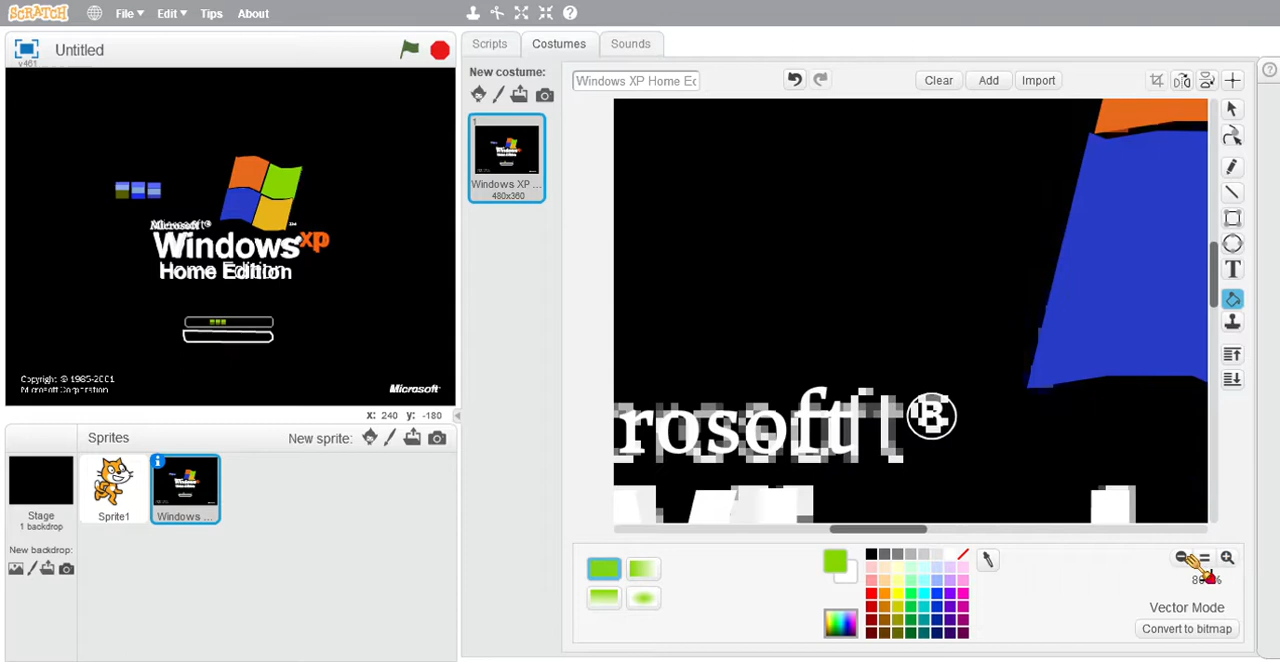 SCRATCH File Edit Tips About
Untitled
v461
Scripts Costumes Sounds
New costume:
Windows XP Home Ec
Clear Add Import
1
Windows XP ...
480x360
Microsoft®
Windows xp
Home Edition
Copyright © 1985-2001
Microsoft Corporation
Microsoft
rosoft ®
T
X: 240 y: -180
Sprites New sprite:
Stage
1 backdrop
New backdrop:
Sprite1
i
Windows ...
Vector Mode
Convert to bitmap